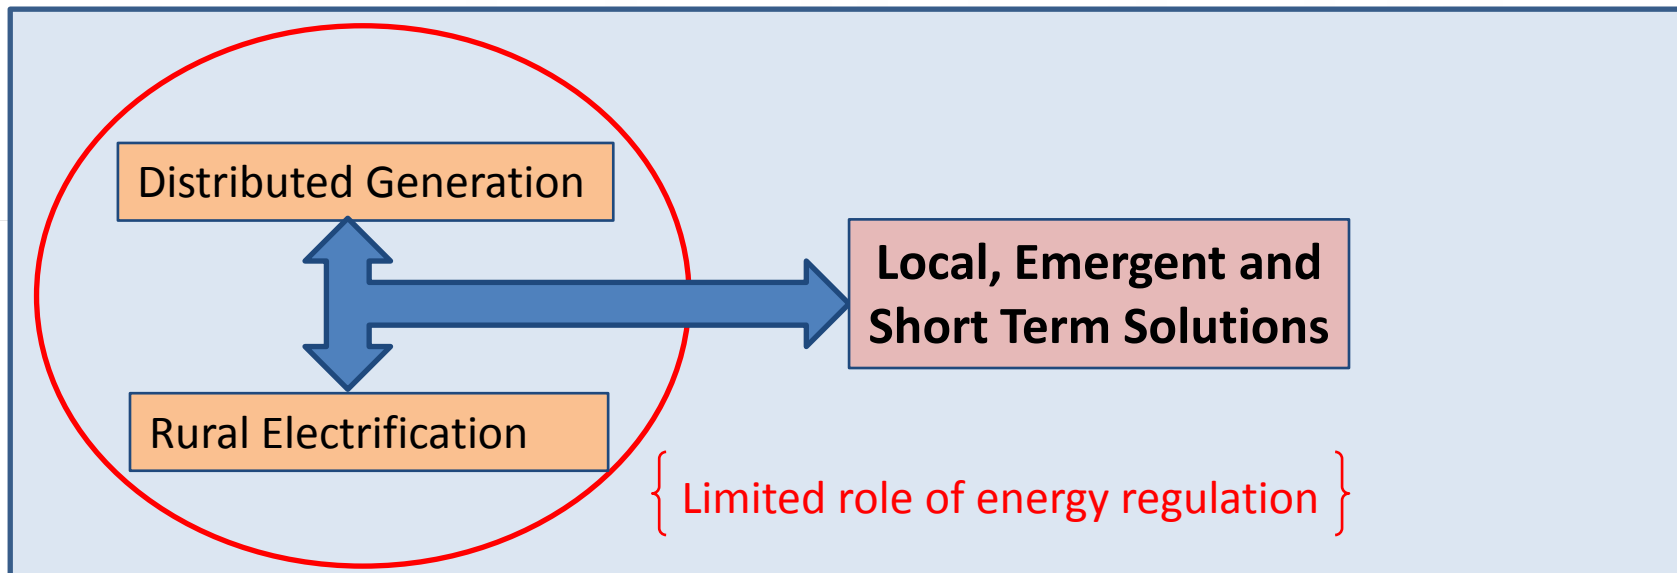 Distributed Generation
Local, Emergent and
Short Term Solutions
Rural Electrification
{ Limited role of energy regulation }